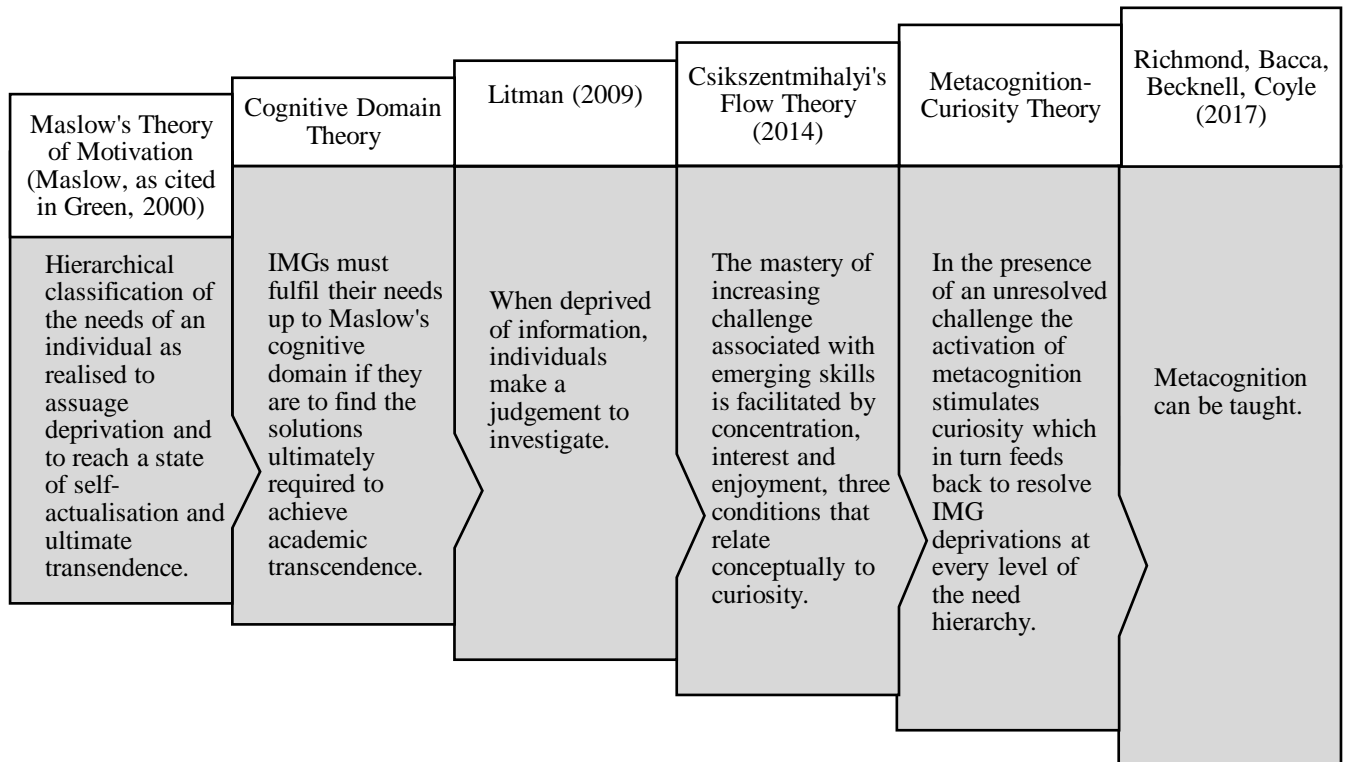 Maslow's Theory
of Motivation
(Maslow, as cited
in Green, 2000)
Hierarchical
classification of
the needs of an
individual as
realised to
assuage
deprivation and
to reach a state
of self-
actualisation and
ultimate
transendence.
Cognitive Domain
Theory
IMGs must
fulfil their needs
up to Maslow's
cognitive
domain if they
are to find the
solutions
ultimately
required to
achieve
academic
transcendence.
Litman (2009)
When deprived
of information,
individuals
make a
judgement to
investigate.
Csikszentmihalyi's
Flow Theory
(2014)
The mastery of
increasing
challenge
associated with
emerging skills
is facilitated by
concentration,
interest and
enjoyment, three
conditions that
relate
conceptually to
curiosity.
Metacognition-
Curiosity Theory
In the presence
of an unresolved
challenge the
activation of
metacognition
stimulates
curiosity which
in turn feeds
back to resolve
IMG
deprivations at
every level of
the need
hierarchy.
Richmond, Bacca,
Becknell, Coyle
(2017)
Metacognition
can be taught.